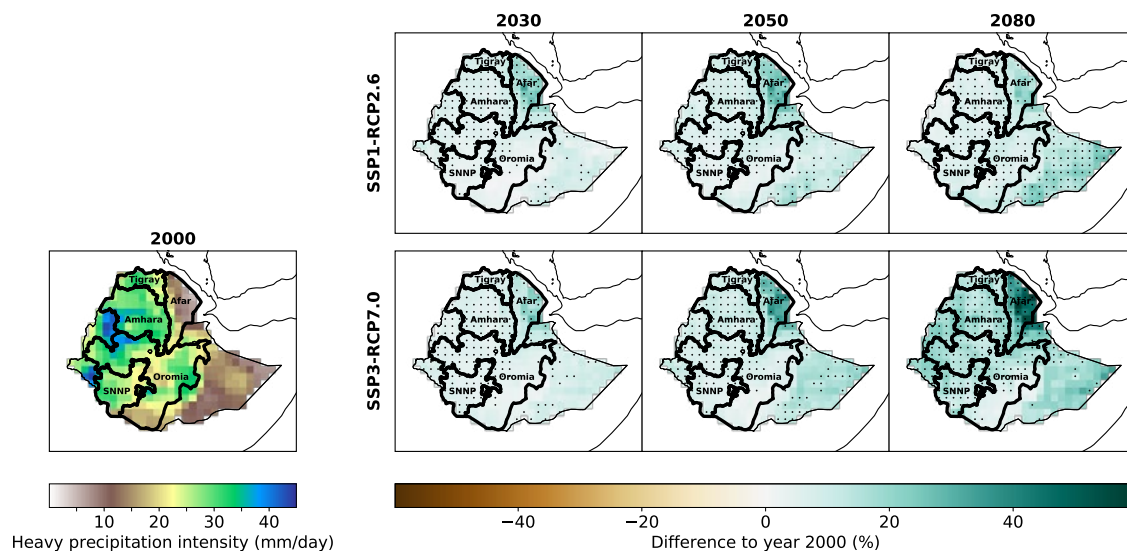 2030
2050
2080
SSP1-RCP2.6
Tigray
Afar
Amhara
Oromia
SNNP
Tigray
Afar
Amhara
Oromia
SNNP
Tigray
Afar
Amhara
Oromia
SNNP
2000
Tigray
Afar
Amhara
Oromia
SNNP
SSP3-RCP7.0
Tigray
Afar
Amhara
Oromia
SNNP
Tigray
Afar
Amhara
Oromia
SNNP
Tigray
Afar
Amhara
Oromia
SNNP
10 20 30 40
Heavy precipitation intensity (mm/day)
−40 −20 0 20 40
Difference to year 2000 (%)